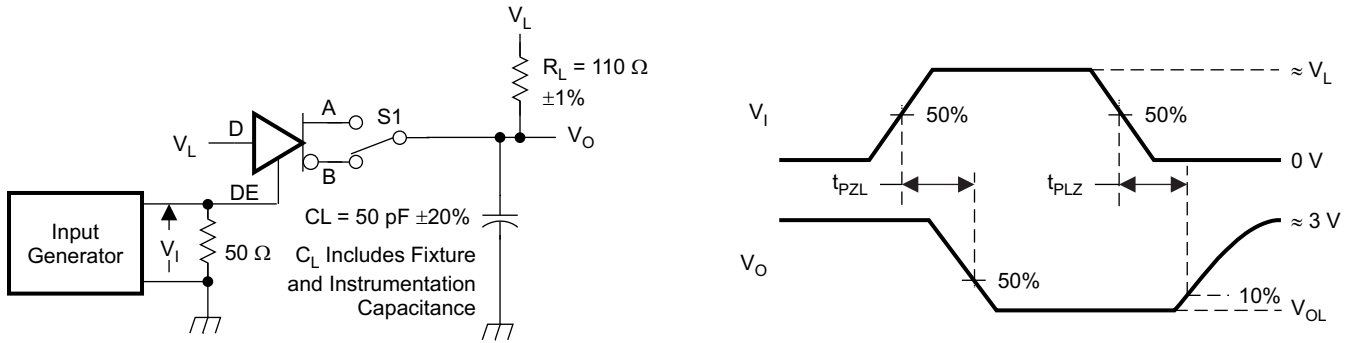 V_L
R_L = 110 Ω
±1%
A
S1
D
V_L
V_O
B
DE
Input
Generator
V_I
50 Ω
CL = 50 pF ±20%
C_L Includes Fixture
and Instrumentation
Capacitance
≈ V_L
V_I
50%
50%
0 V
t_PZL
t_PLZ
≈ 3 V
V_O
50%
10%
V_OL